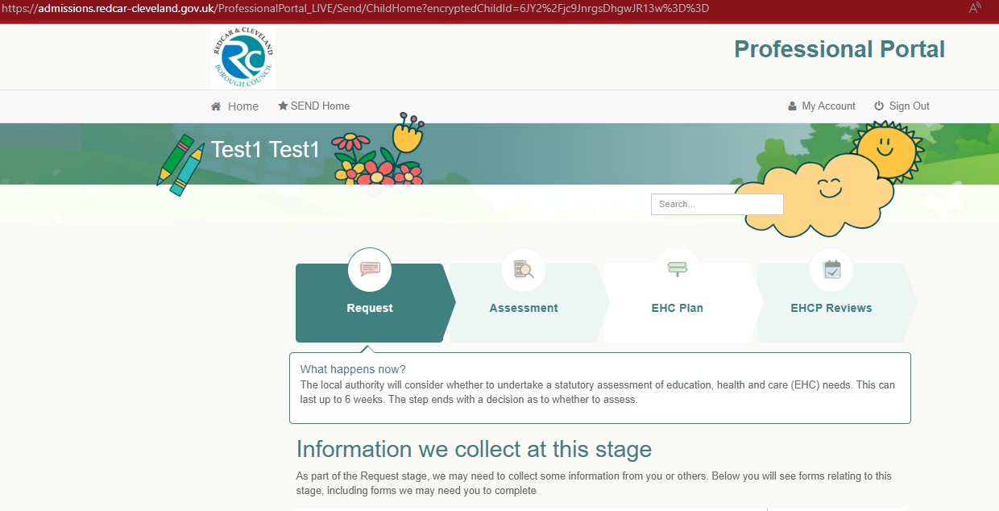 https://admissions.redcar-cleveland.gov.uk/ProfessionalPortal_LIVE/Send/ChildHome?encryptedChildId=6JY2%2Fjc9JnrgsDhgwJR13w%3D%3D
REDCAR & CLEVELAND
RC
BOROUGH COUNCIL
Professional Portal
Home SEND Home My Account Sign Out
Test1 Test1
Search...
Request Assessment EHC Plan EHCP Reviews
What happens now?
The local authority will consider whether to undertake a statutory assessment of education, health and care (EHC) needs. This can
last up to 6 weeks. The step ends with a decision as to whether to assess.
Information we collect at this stage
As part of the Request stage, we may need to collect some information from you or others. Below you will see forms relating to this
stage, including forms we may need you to complete